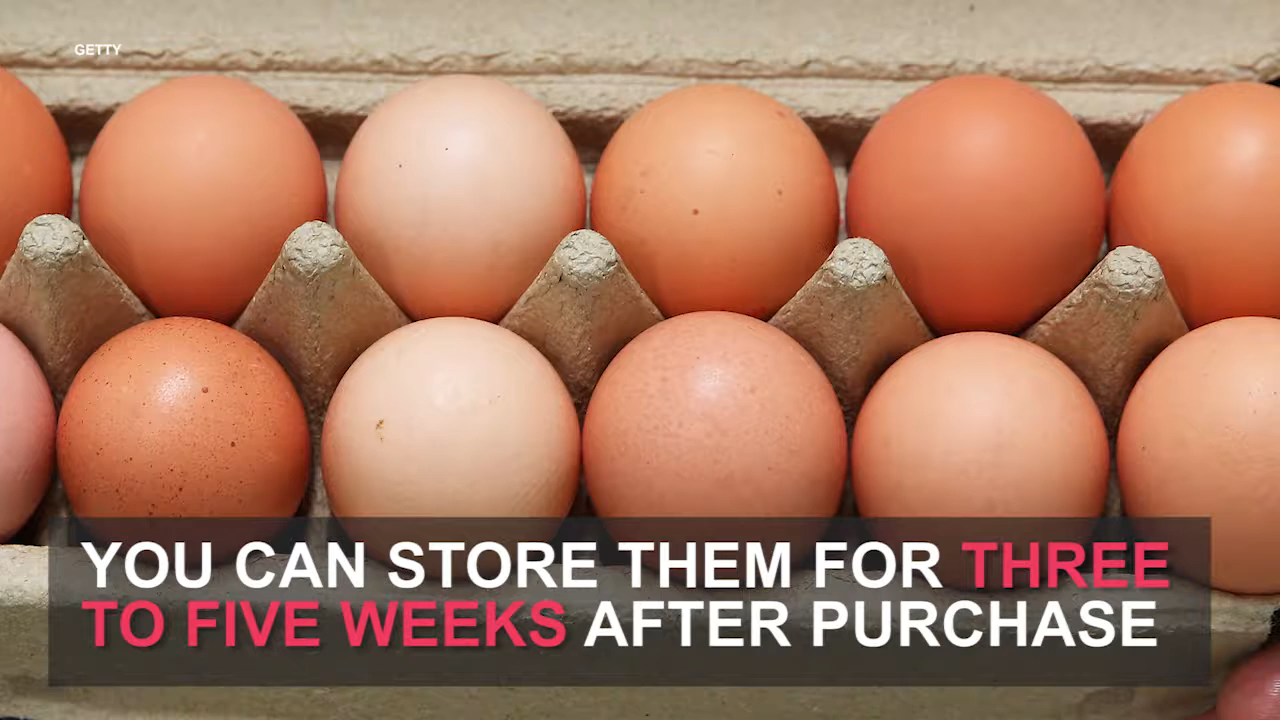 GETTY
YOU CAN STORE THEM FOR THREE
TO FIVE WEEKS AFTER PURCHASE